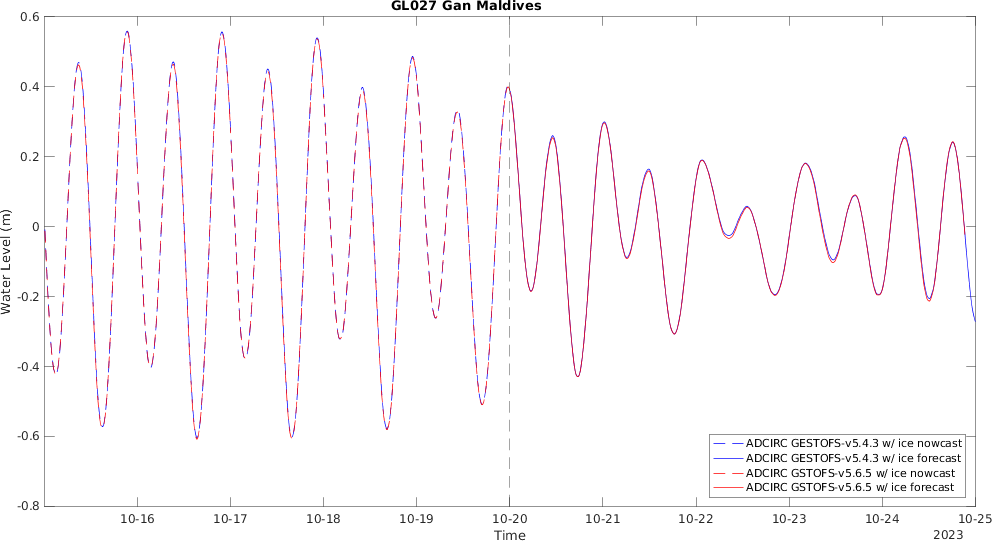 GL027 Gan Maldives
0.6
0.4
0.2
0
-0.2
-0.4
-0.6
-0.8
Water Level (m)
10-16
10-17
10-18
10-19
10-20
10-21
10-22
10-23
10-24
10-25
Time
2023
ADCIRC GESTOFS-v5.4.3 w/ ice nowcast
ADCIRC GESTOFS-v5.4.3 w/ ice forecast
ADCIRC GSTOFS-v5.6.5 w/ ice nowcast
ADCIRC GSTOFS-v5.6.5 w/ ice forecast